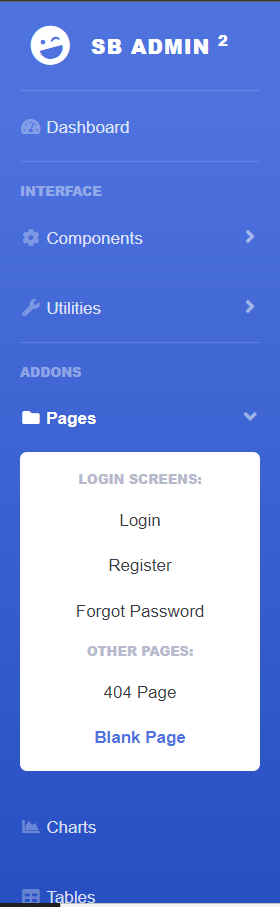 SB ADMIN 2
Dashboard
INTERFACE
Components
Utilities
ADDONS
Pages
LOGIN SCREENS:
Login
Register
Forgot Password
OTHER PAGES:
404 Page
Blank Page
Charts
Tables